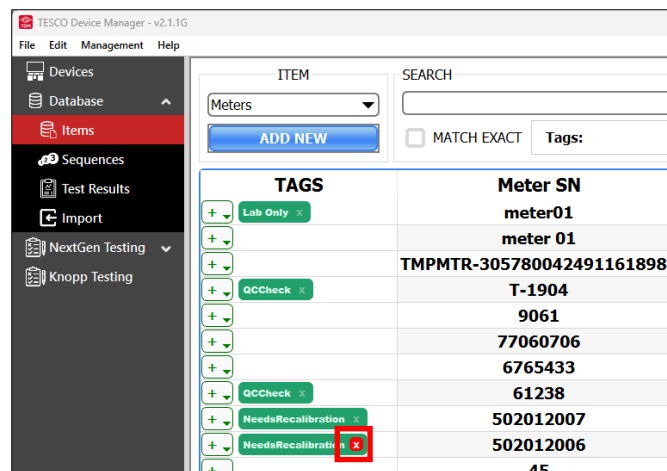 TESCO Device Manager - v2.1.1G
File Edit Management Help
Devices
Database
Items
Sequences
Test Results
Import
NextGen Testing
Knopp Testing
ITEM
Meters
ADD NEW
SEARCH
MATCH EXACT Tags:
TAGS Meter SN
+ Lab Only x meter01
+ meter 01
+ TMPMTR-305780042491161898
+ QCCheck x T-1904
+ 9061
+ 77060706
+ 6765433
+ QCCheck x 61238
+ NeedsRecalibration x 502012007
+ NeedsRecalibration x 502012006
+ 45